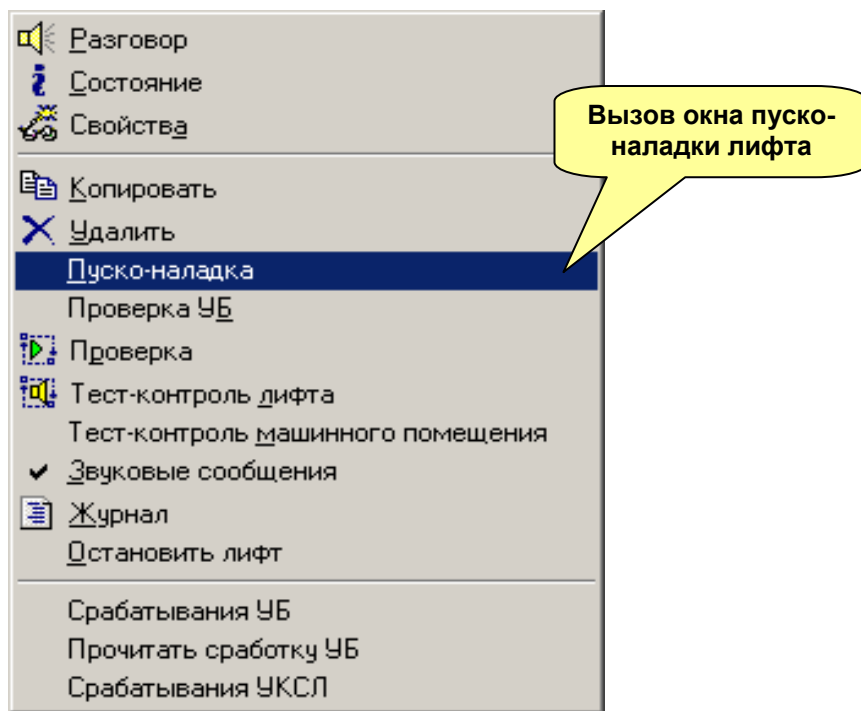 Разговор
Состояние
Свойства
Вызов окна пуско-
наладки лифта
Копировать
Удалить
Пуско-наладка
Проверка УБ
Проверка
Тест-контроль лифта
Тест-контроль машинного помещения
Звуковые сообщения
Журнал
Остановить лифт
Срабатывания УБ
Прочитать сработку УБ
Срабатывания УКСЛ